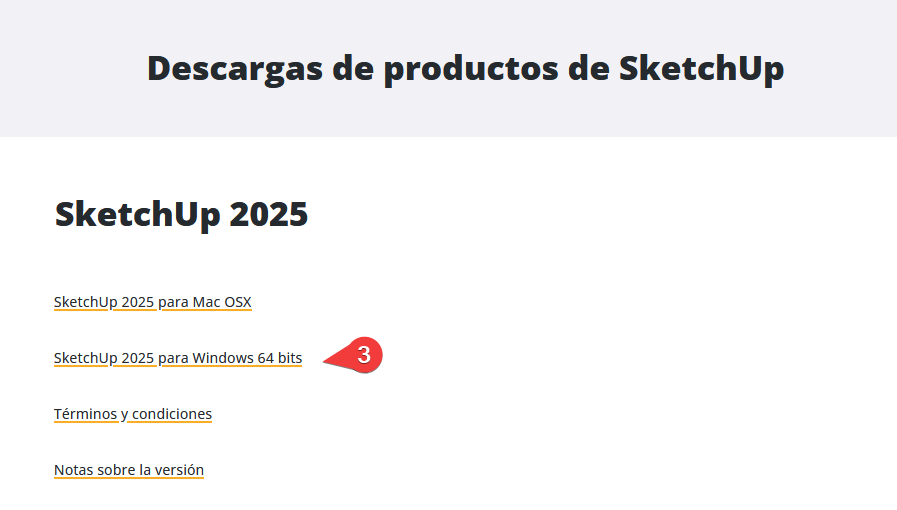 Descargas de productos de SketchUp
SketchUp 2025
SketchUp 2025 para Mac OSX
SketchUp 2025 para Windows 64 bits
3
Términos y condiciones
Notas sobre la versión